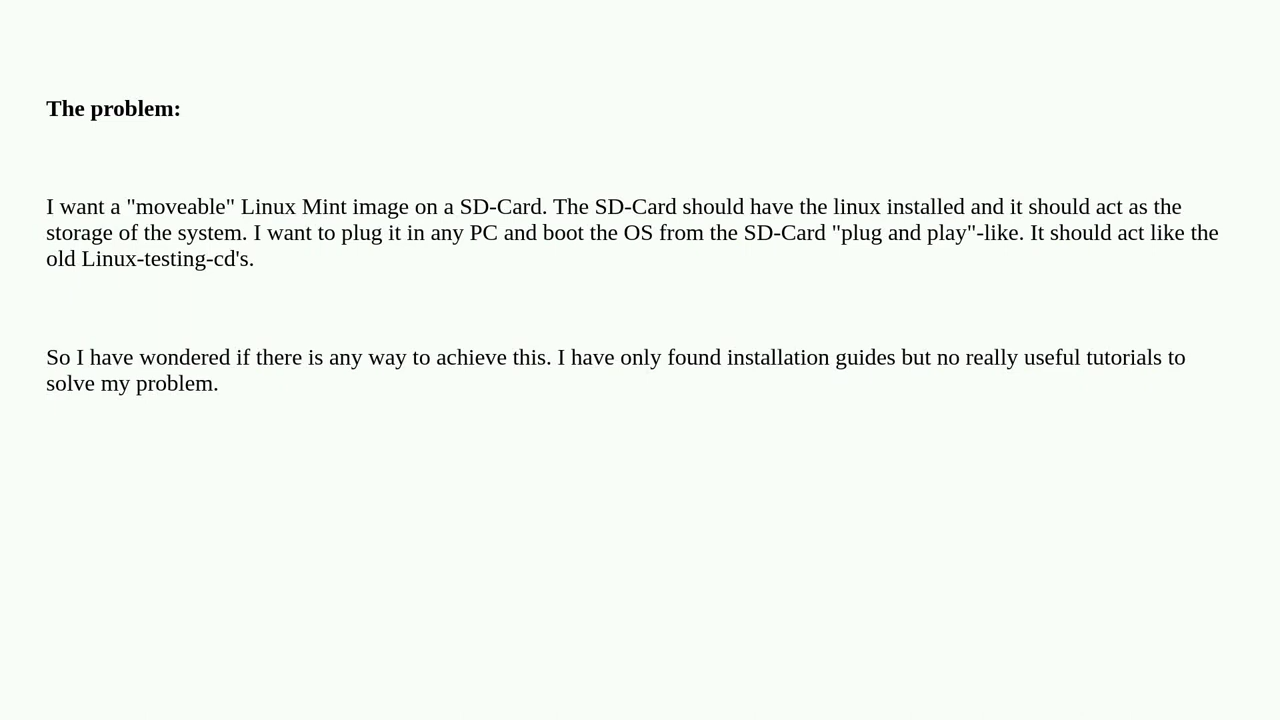 The problem:
I want a "moveable" Linux Mint image on a SD-Card. The SD-Card should have the linux installed and it should act as the
storage of the system. I want to plug it in any PC and boot the OS from the SD-Card "plug and play"-like. It should act like the
old Linux-testing-cd's.
So I have wondered if there is any way to achieve this. I have only found installation guides but no really useful tutorials to
solve my problem.